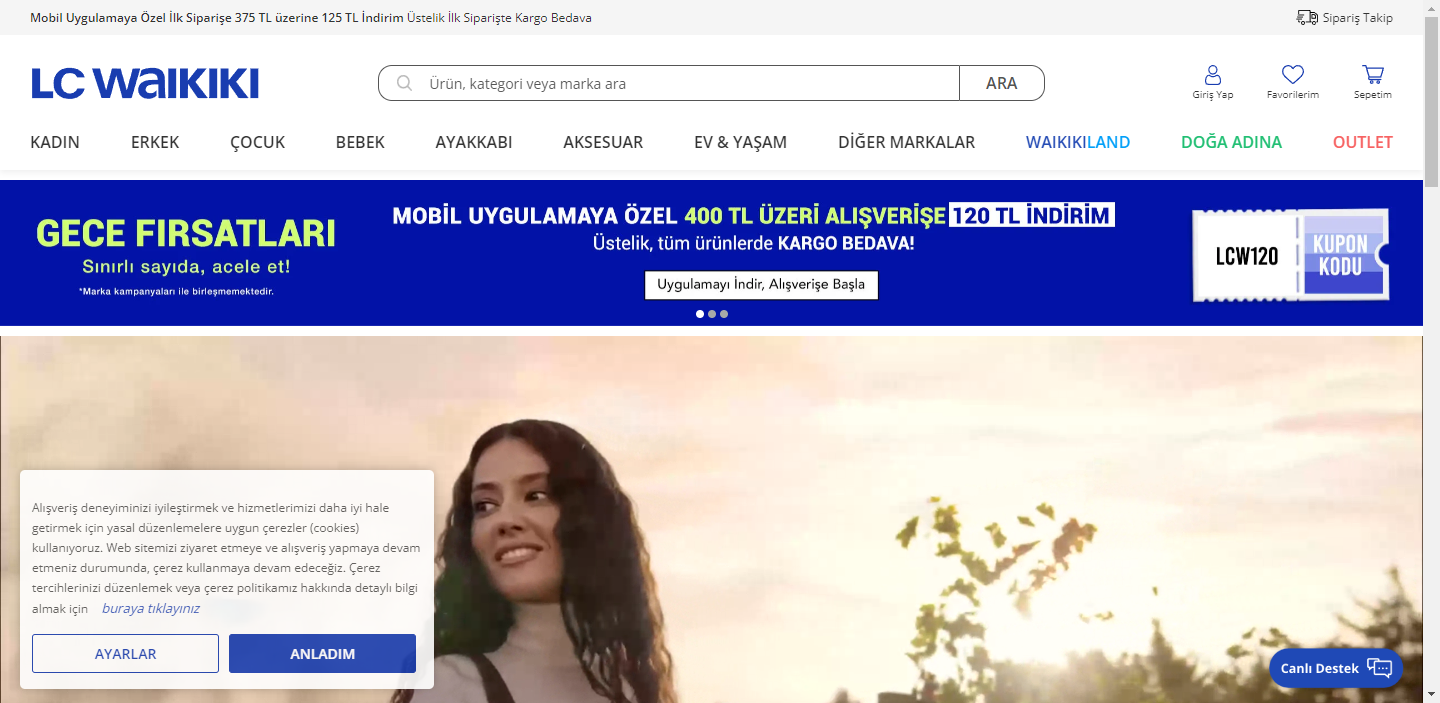 Mobil Uygulamaya Özel İlk Siparişe 375 TL üzerine 125 TL İndirim Üstelik İlk Siparişte Kargo Bedava
Sipariş Takip
LC WAIKIKI
Ürün, kategori veya marka ara
ARA
Giriş Yap
Favorilerim
Sepetim
KADIN
ERKEK
ÇOCUK
BEBEK
AYAKKABI
AKSESUAR
EV & YAŞAM
DİĞER MARKALAR
WAIKIKILAND
DOĞA ADINA
OUTLET
GECE FIRSATLARI
Sınırlı sayıda, acele et!
*Marka kampanyaları ile birleşmemektedir.
MOBİL UYGULAMAYA ÖZEL 400 TL ÜZERİ ALIŞVERİŞE 120 TL İNDİRİM
Üstelik, tüm ürünlerde KARGO BEDAVA!
Uygulamayı İndir, Alışverişe Başla
LCW120
KUPON
KODU
Alışveriş deneyiminizi iyileştirmek ve hizmetlerimizi daha iyi hale
getirmek için yasal düzenlemelere uygun çerezler (cookies)
kullanıyoruz. Web sitemizi ziyaret etmeye ve alışveriş yapmaya devam
etmeniz durumunda, çerez kullanmaya devam edeceğiz. Çerez
tercihlerinizi düzenlemek veya çerez politikamız hakkında detaylı bilgi
almak için buraya tıklayınız
AYARLAR
ANLADIM
Canlı Destek